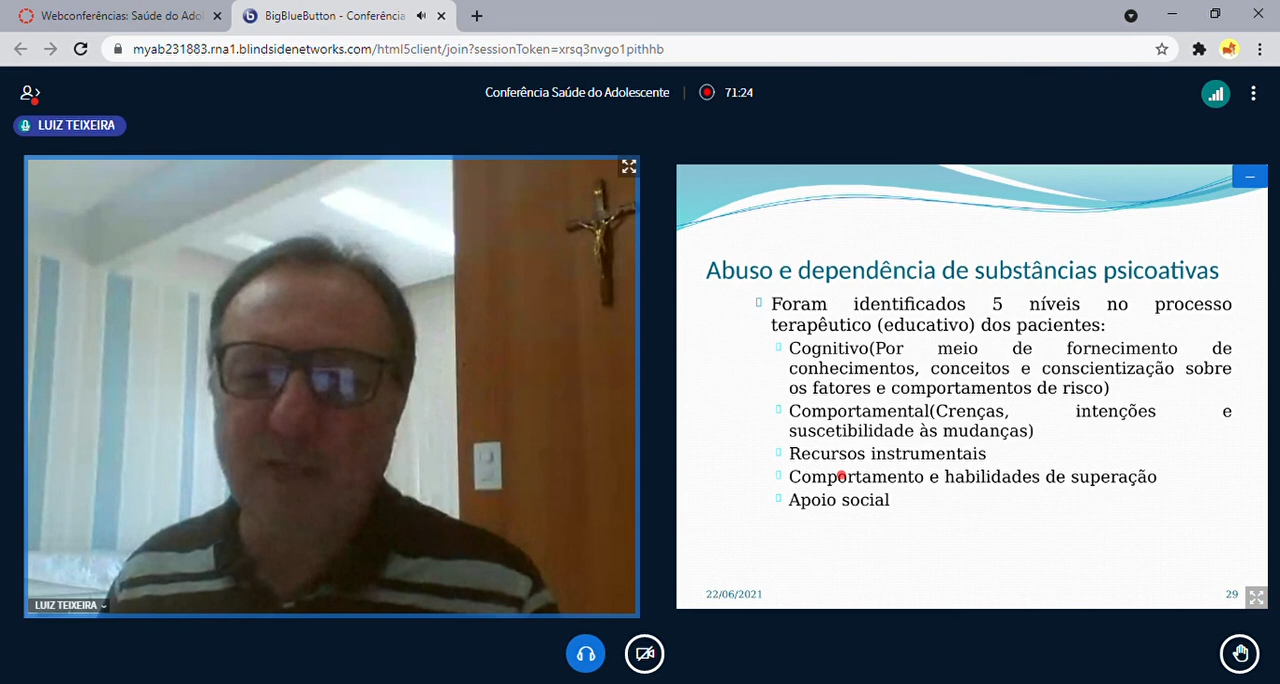 Webconferências: Saúde do Ado
BigBlueButton - Conferência
myab231883.rna1.blindsidenetworks.com/html5client/join?sessionToken=xrsq3nvgo1pithhb
Conferência Saúde do Adolescente
71:24
LUIZ TEIXEIRA
Abuso e dependência de substâncias psicoativas
Foram identificados 5 níveis no processo
terapêutico (educativo) dos pacientes:
Cognitivo(Por meio de fornecimento de
conhecimentos, conceitos e conscientização sobre
os fatores e comportamentos de risco)
Comportamental(Crenças, intenções e
suscetibilidade às mudanças)
Recursos instrumentais
Comportamento e habilidades de superação
Apoio social
22/06/2021
29
LUIZ TEIXEIRA